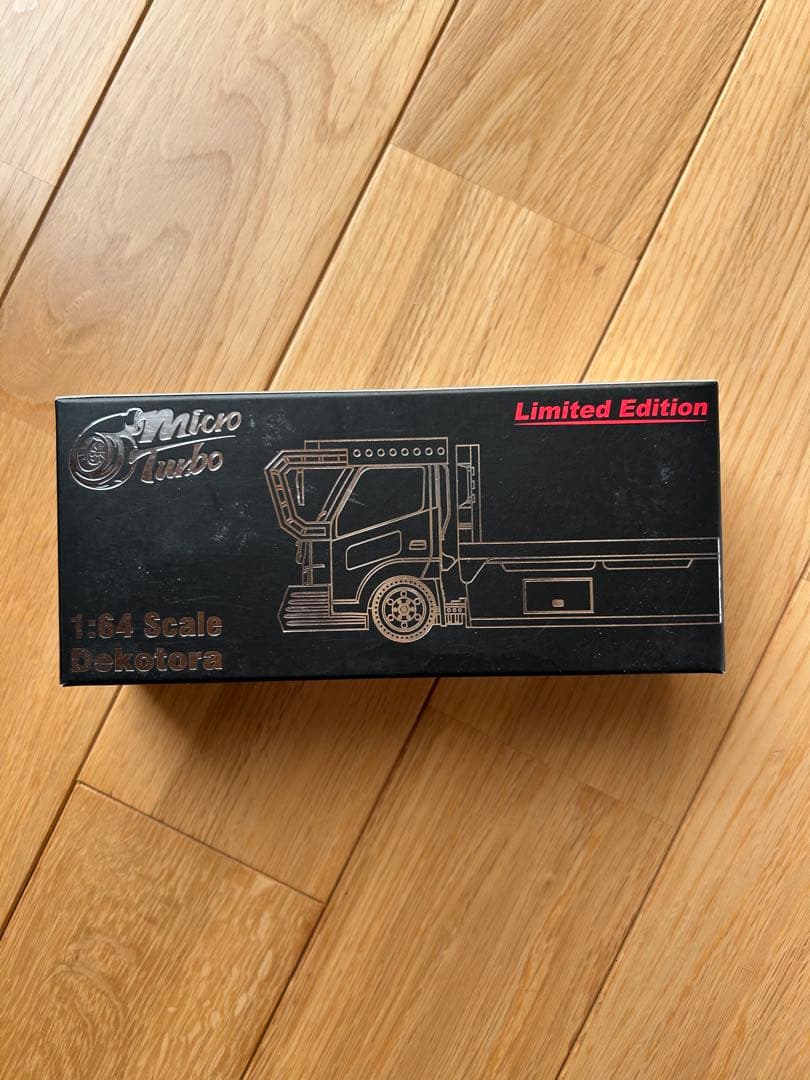 Micro
Turbo
Limited Edition
1:64 Scale
Dekotora